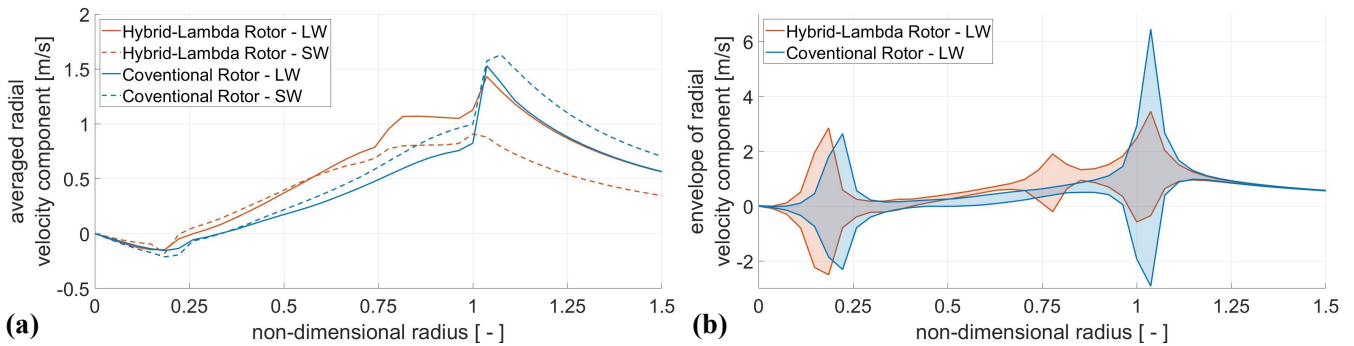 averaged radial
velocity component [m/s]
2
1.5
1
0.5
0
-0.5
Hybrid-Lambda Rotor - LW
Hybrid-Lambda Rotor - SW
Coventional Rotor - LW
Coventional Rotor - SW
0 0.25 0.5 0.75 1 1.25 1.5
non-dimensional radius [ - ]
(a)
envelope of radial
velocity component [m/s]
6
4
2
0
-2
Hybrid-Lambda Rotor - LW
Coventional Rotor - LW
0 0.25 0.5 0.75 1 1.25 1.5
non-dimensional radius [ - ]
(b)